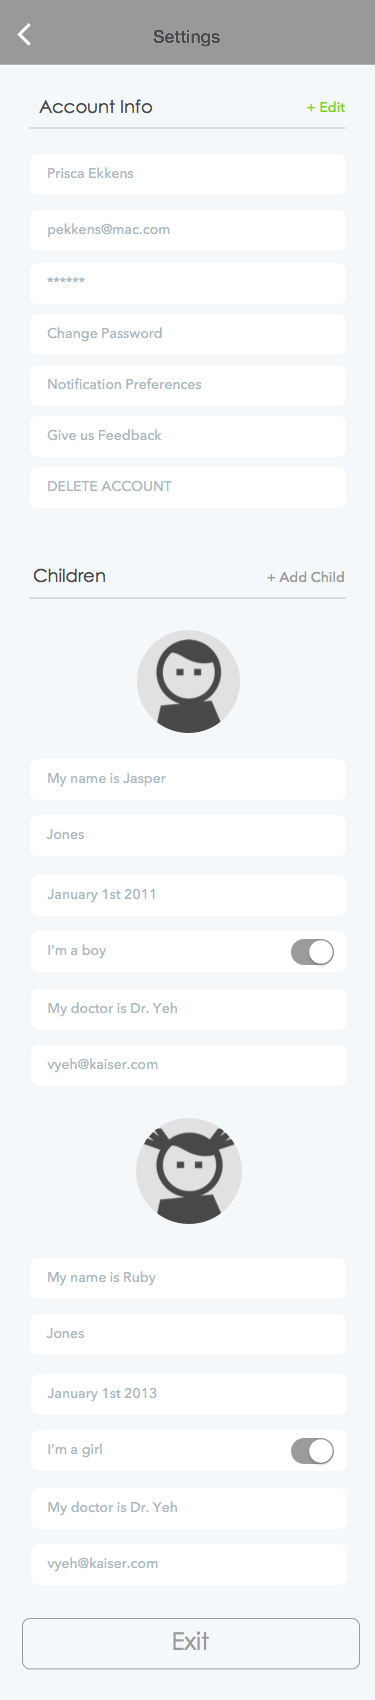 Settings
Account Info
+ Edit
Prisca Ekkens
pekkens@mac.com
******
Change Password
Notification Preferences
Give us Feedback
DELETE ACCOUNT
Children
+ Add Child
My name is Jasper
Jones
January 1st 2011
I'm a boy
My doctor is Dr. Yeh
vyeh@kaiser.com
My name is Ruby
Jones
January 1st 2013
I'm a girl
My doctor is Dr. Yeh
vyeh@kaiser.com
Exit